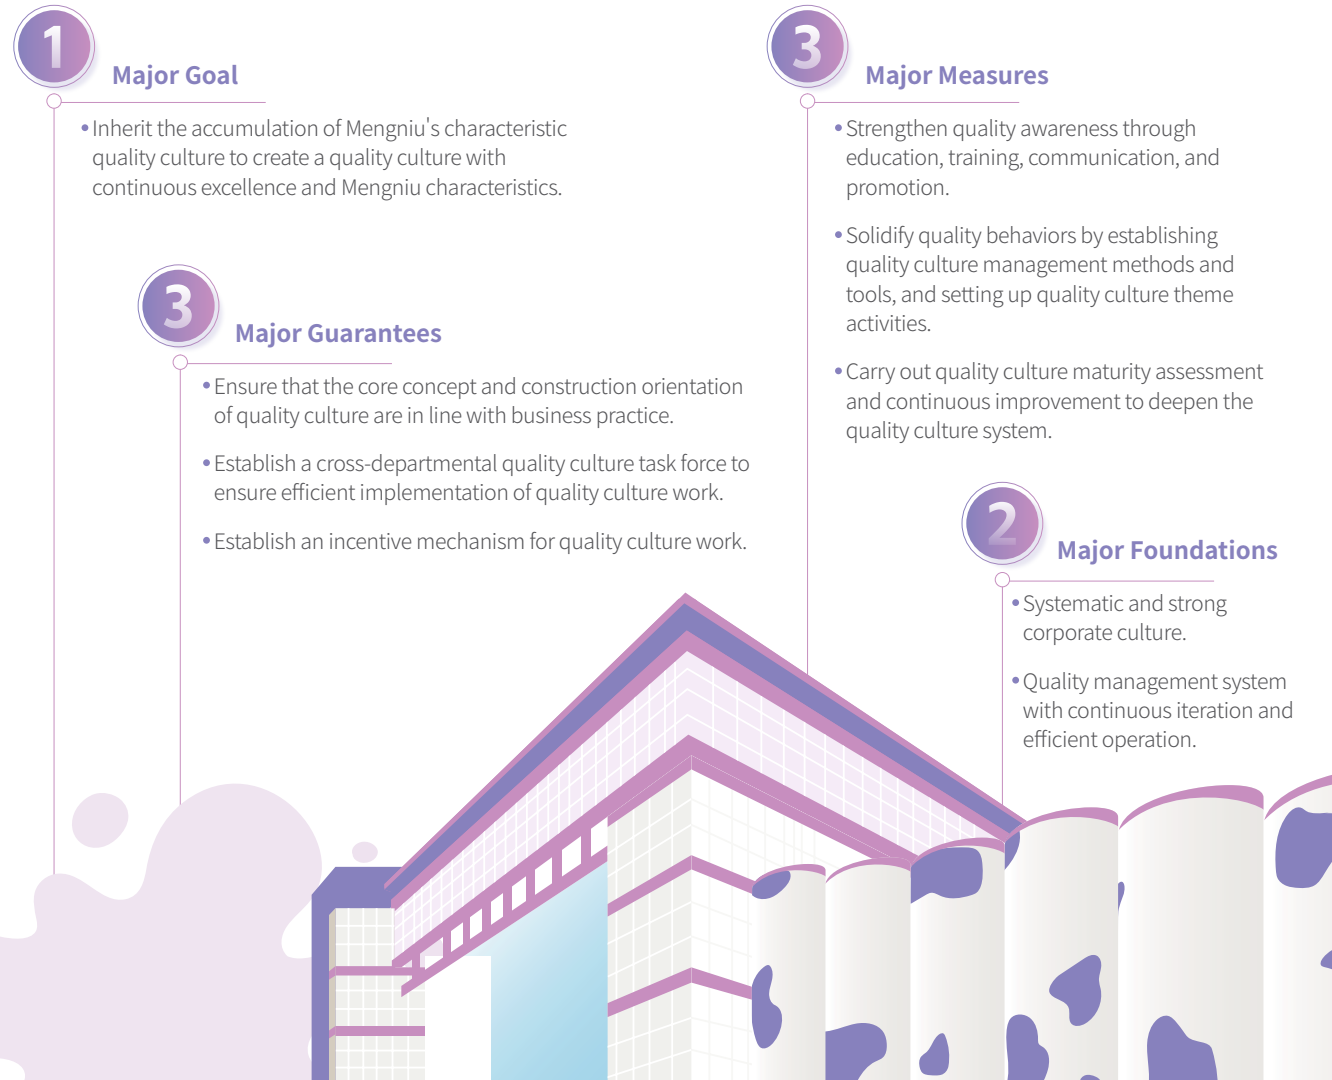 1
Major Goal
•Inherit the accumulation of Mengniu's characteristic
quality culture to create a quality culture with
continuous excellence and Mengniu characteristics.
3
Major Guarantees
•Ensure that the core concept and construction orientation
of quality culture are in line with business practice.
•Establish a cross-departmental quality culture task force to
ensure efficient implementation of quality culture work.
•Establish an incentive mechanism for quality culture work.
3
Major Measures
•Strengthen quality awareness through
education, training, communication, and
promotion.
•Solidify quality behaviors by establishing
quality culture management methods and
tools, and setting up quality culture theme
activities.
•Carry out quality culture maturity assessment
and continuous improvement to deepen the
quality culture system.
2
Major Foundations
•Systematic and strong
corporate culture.
•Quality management system
with continuous iteration and
efficient operation.